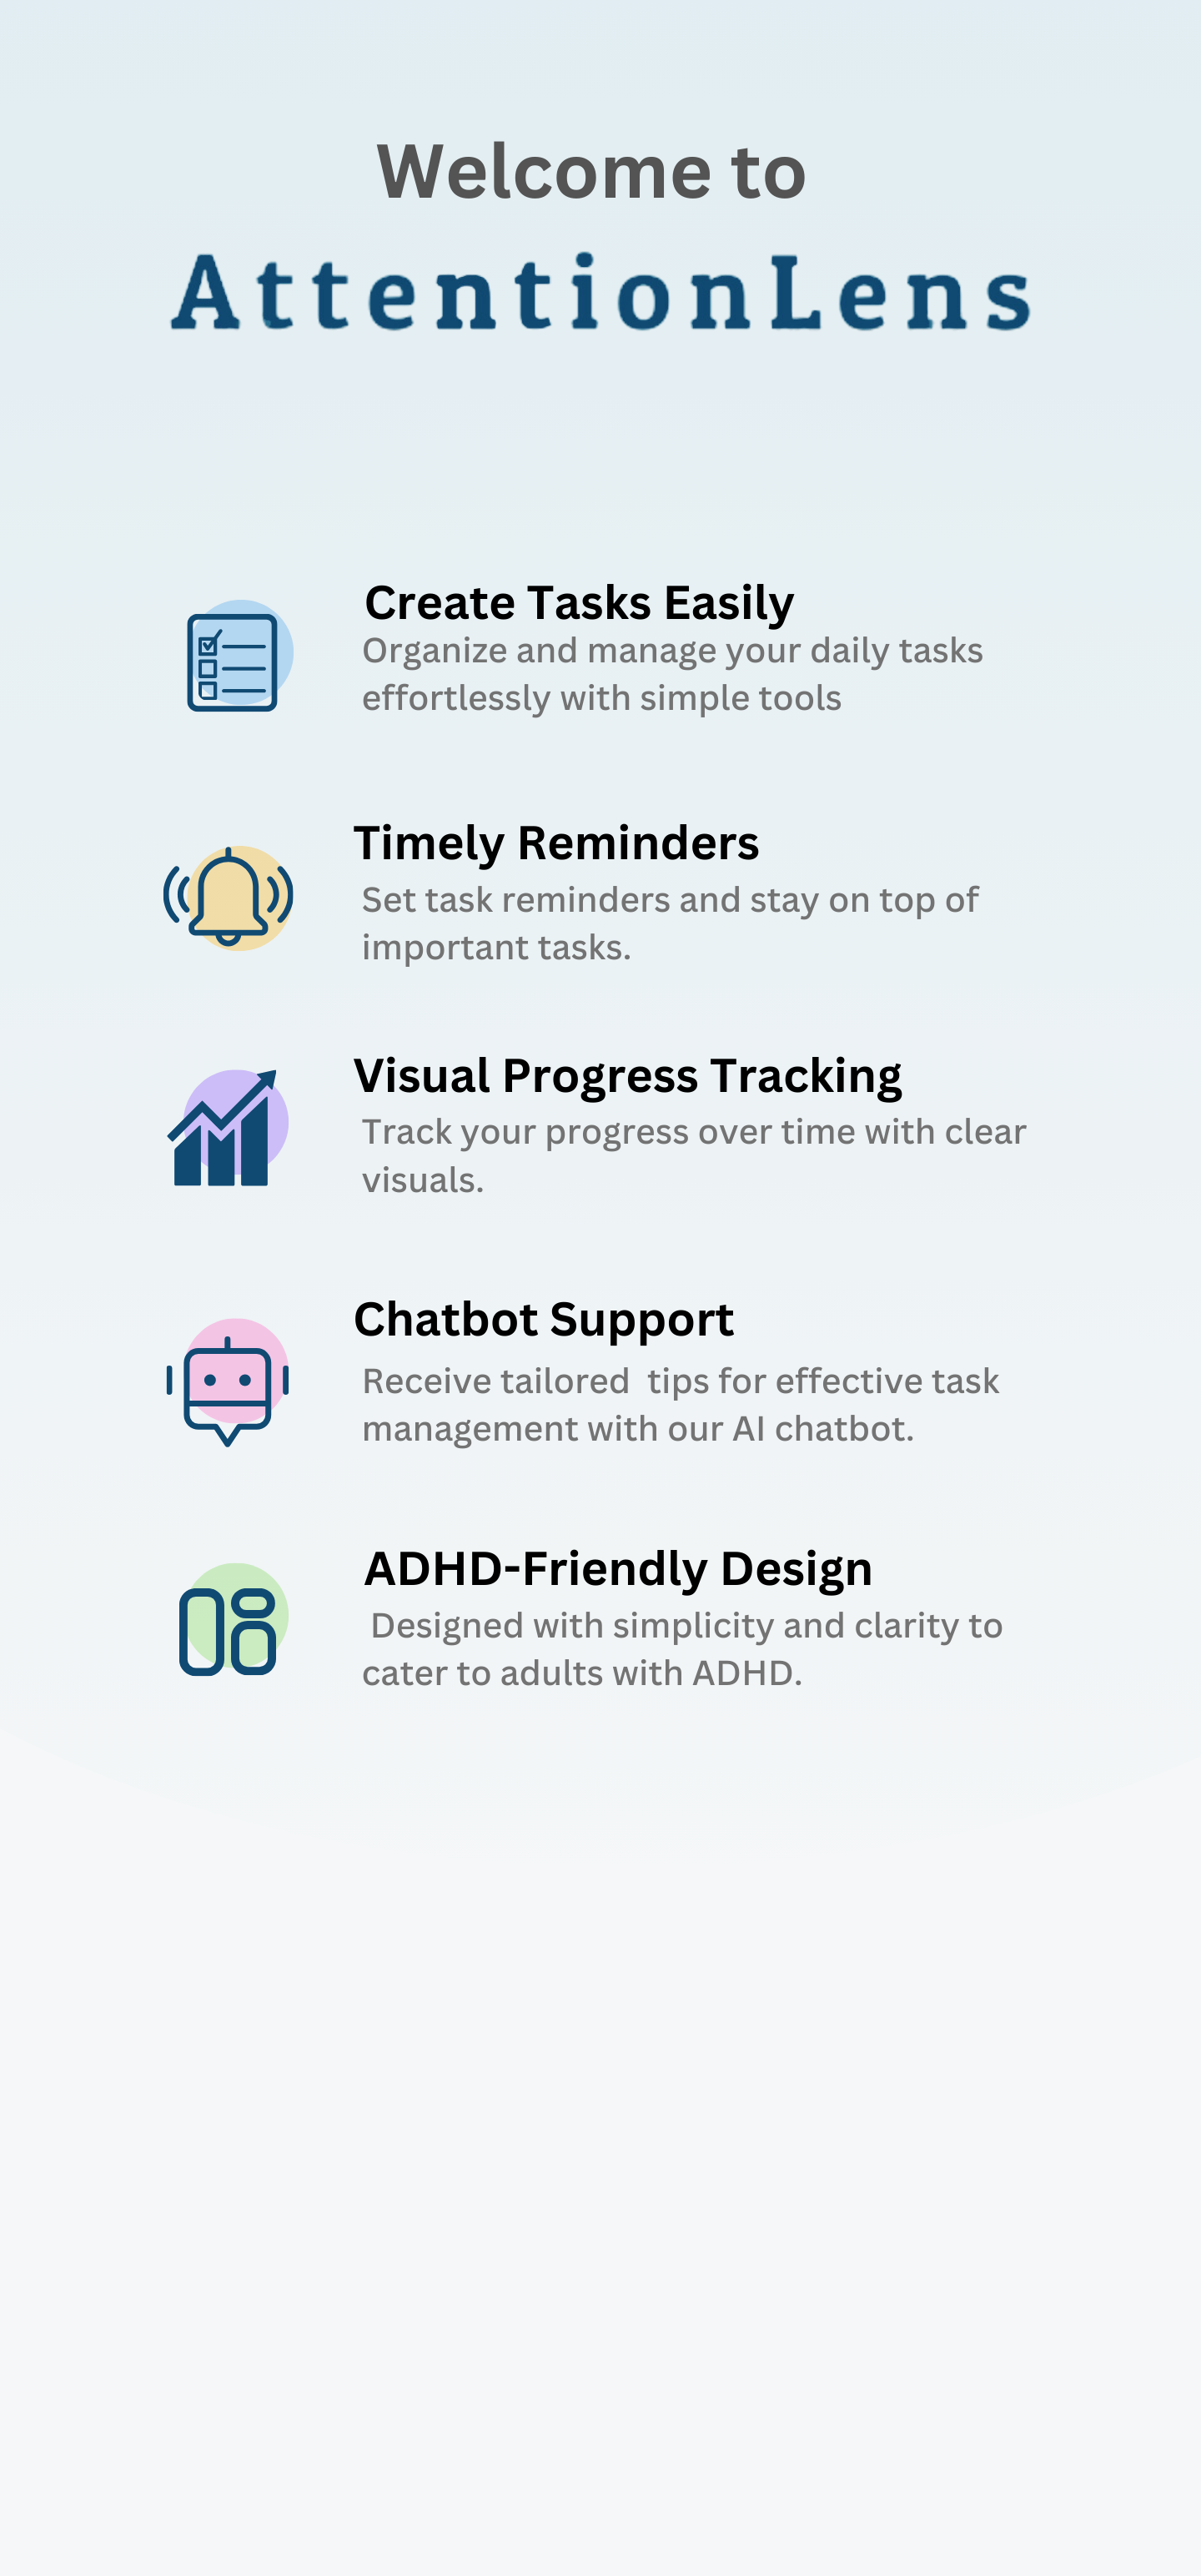 Welcome to
AttentionLens
Create Tasks Easily
Organize and manage your daily tasks
effortlessly with simple tools
Timely Reminders
Set task reminders and stay on top of
important tasks.
Visual Progress Tracking
Track your progress over time with clear
visuals.
Chatbot Support
Receive tailored  tips for effective task
management with our AI chatbot.
ADHD-Friendly Design
Designed with simplicity and clarity to
cater to adults with ADHD.